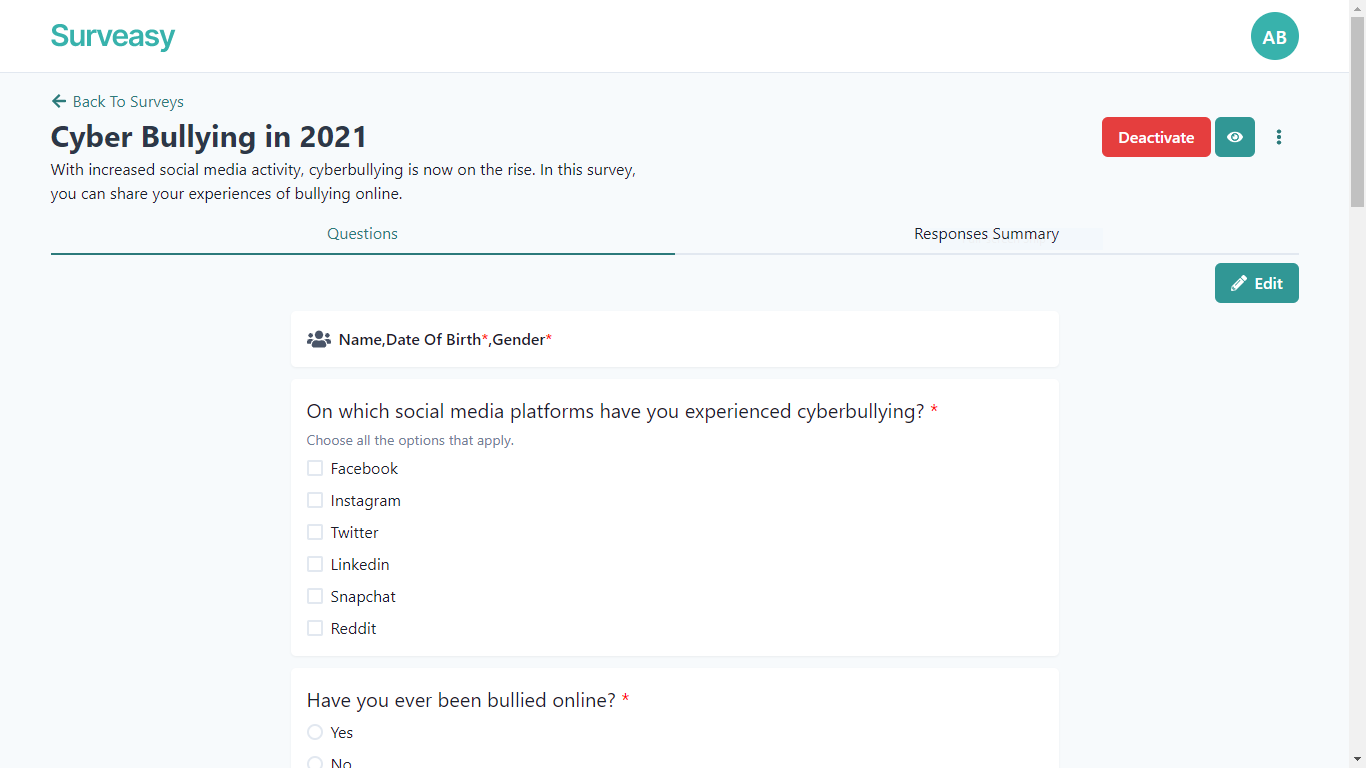 Surveasy
AB
Back To Surveys
Cyber Bullying in 2021
Deactivate
With increased social media activity, cyberbullying is now on the rise. In this survey,
you can share your experiences of bullying online.
Questions
Responses Summary
Edit
Name,Date Of Birth*,Gender*
On which social media platforms have you experienced cyberbullying? *
Choose all the options that apply.
Facebook
Instagram
Twitter
Linkedin
Snapchat
Reddit
Have you ever been bullied online? *
Yes
No